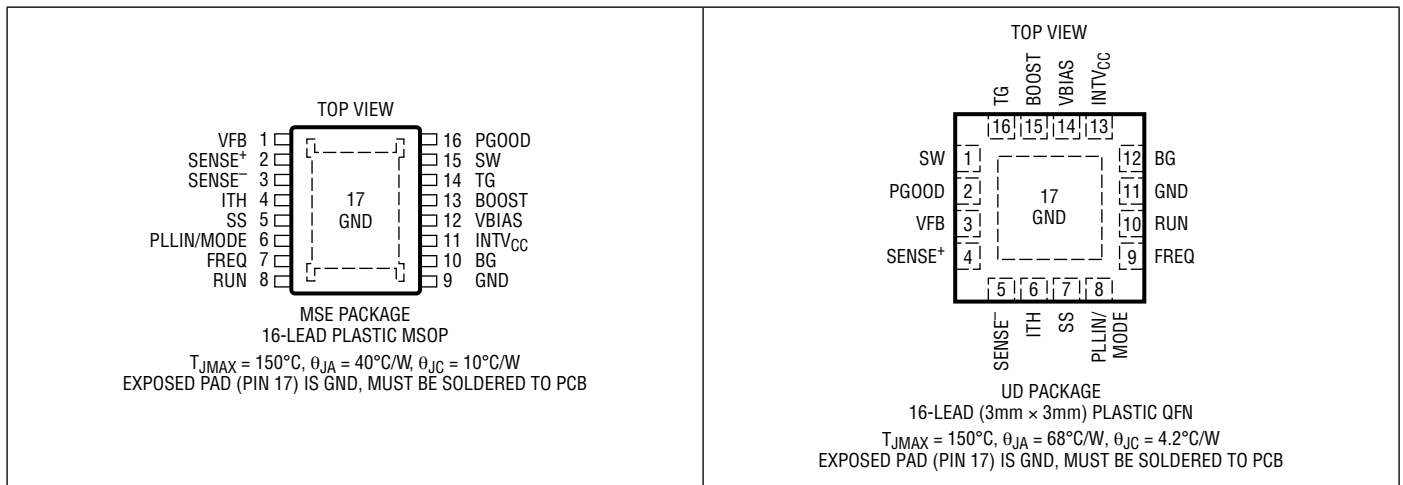 TOP VIEW
VFB 1
SENSE+ 2
SENSE– 3
ITH 4
SS 5
PLLIN/MODE 6
FREQ 7
RUN 8
16 PGOOD
15 SW
14 TG
13 BOOST
12 VBIAS
11 INTVCC
10 BG
9 GND
17
GND
MSE PACKAGE
16-LEAD PLASTIC MSOP
TJMAX = 150°C, θJA = 40°C/W, θJC = 10°C/W
EXPOSED PAD (PIN 17) IS GND, MUST BE SOLDERED TO PCB
TOP VIEW
TG
BOOST
VBIAS
INTVCC
16 15 14 13
SW 1
PGOOD 2
VFB 3
SENSE+ 4
17
GND
12 BG
11 GND
10 RUN
9 FREQ
5 6 7 8
SENSE–
ITH
SS
PLLIN/
MODE
UD PACKAGE
16-LEAD (3mm × 3mm) PLASTIC QFN
TJMAX = 150°C, θJA = 68°C/W, θJC = 4.2°C/W
EXPOSED PAD (PIN 17) IS GND, MUST BE SOLDERED TO PCB